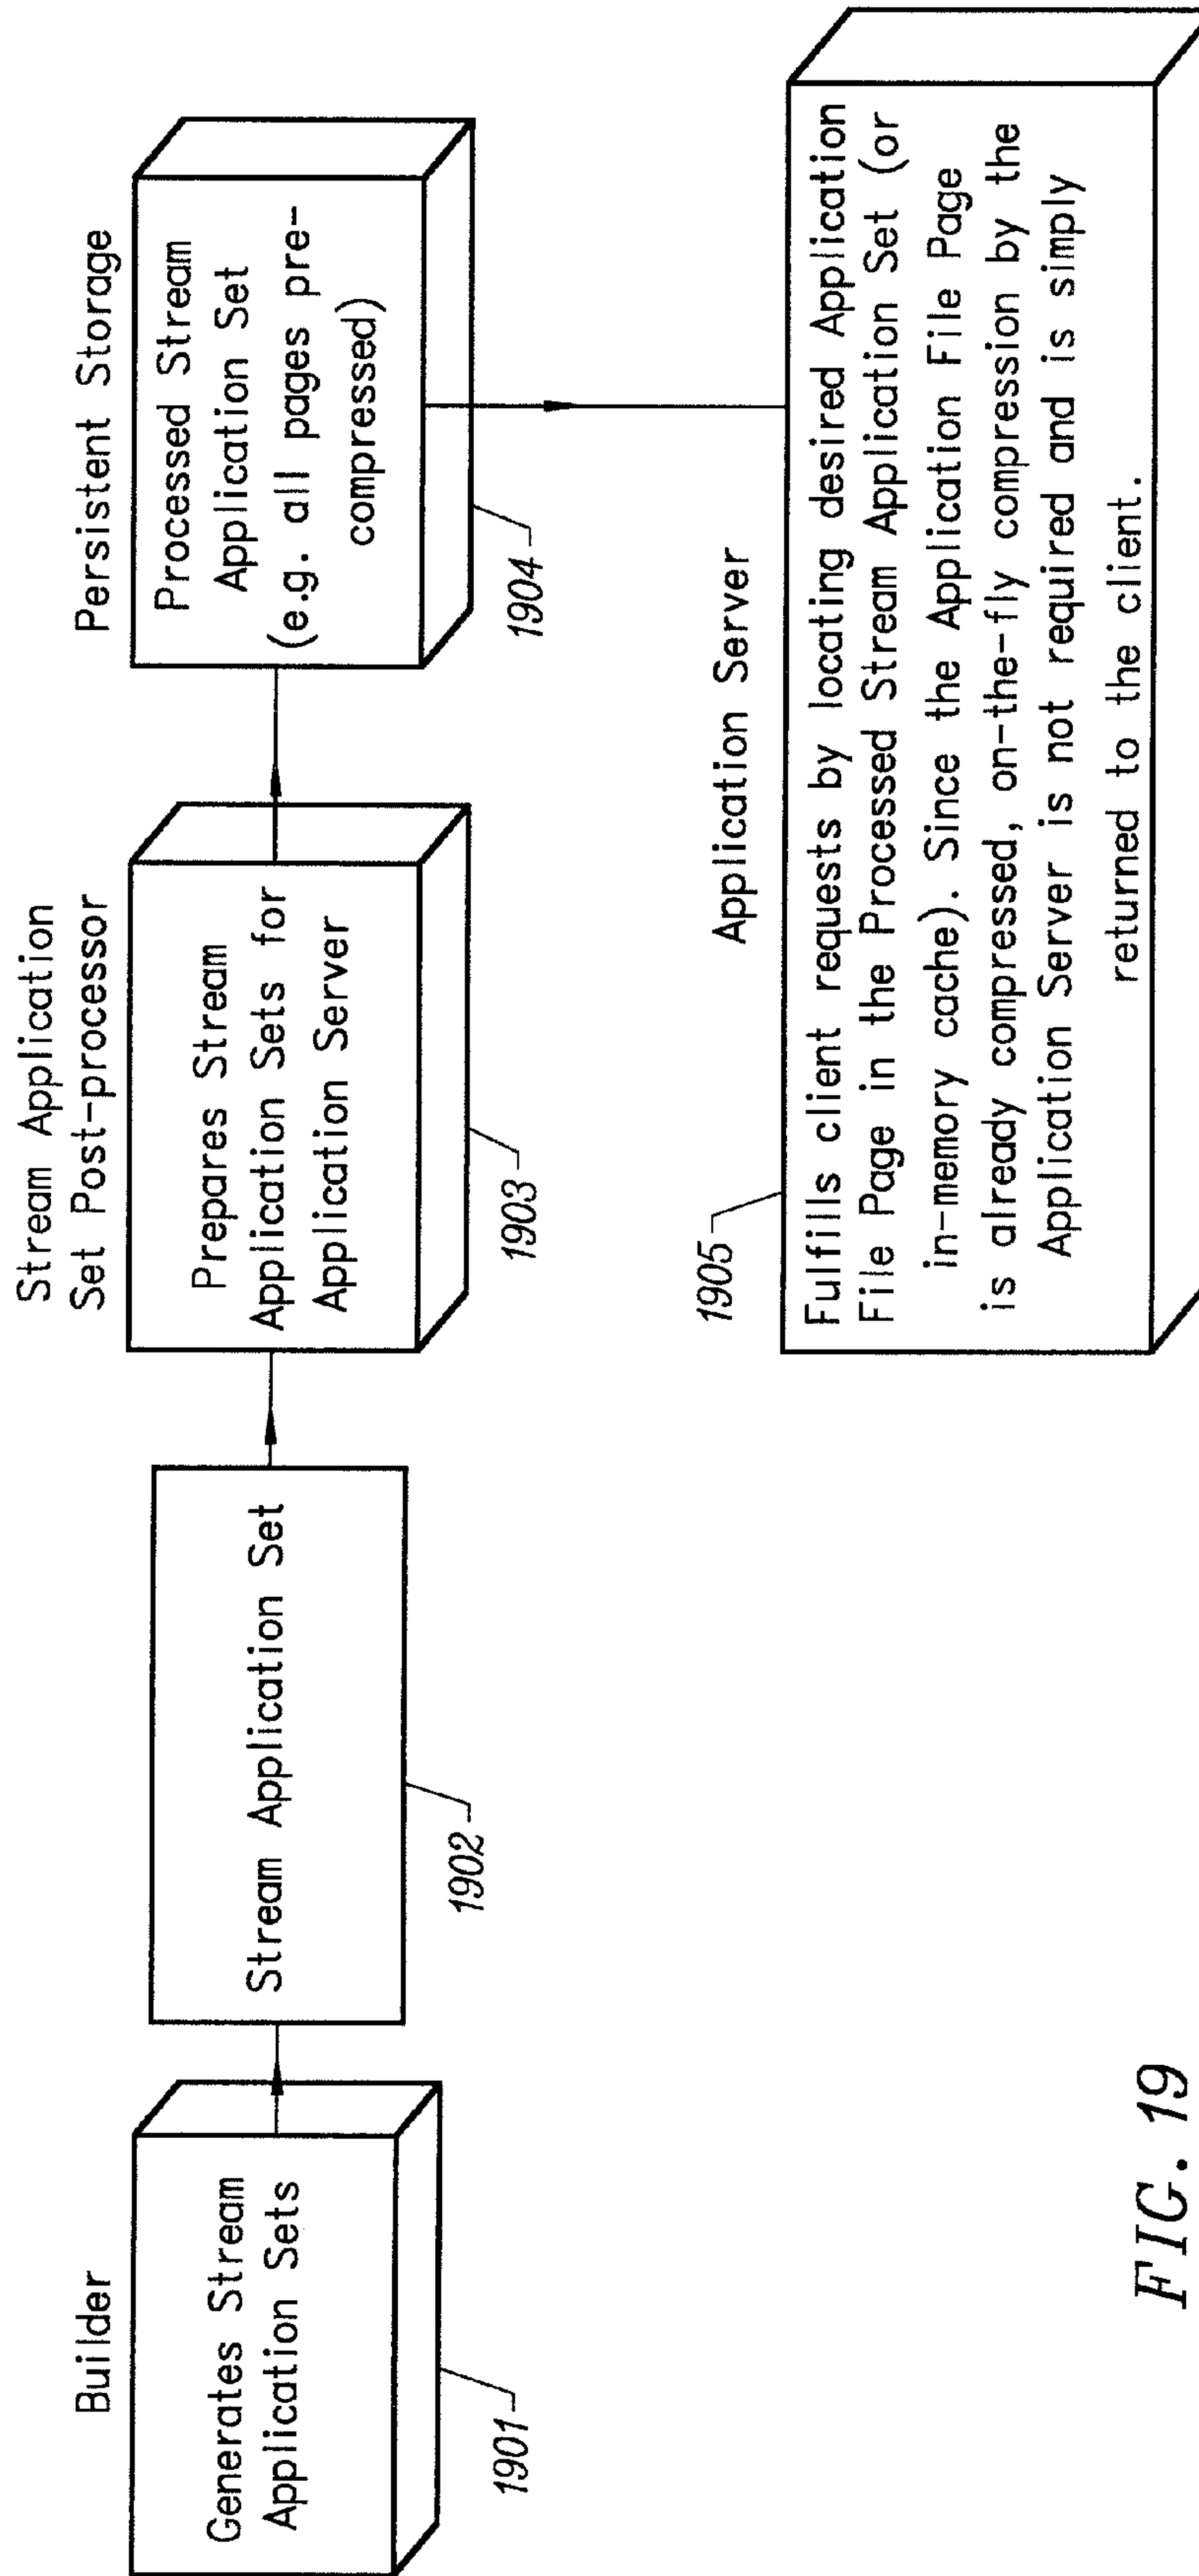 Builder
Generates Stream
Application Sets
1901
Stream Application Set
1902
Stream Application
Set Post-processor
Prepares Stream
Application Sets for
Application Server
1903
Persistent Storage
Processed Stream
Application Set
(e.g. all pages pre-
compressed)
1904
Application Server
1905
Fulfills client requests by locating desired Application
File Page in the Processed Stream Application Set (or
in-memory cache). Since the Application File Page
is already compressed, on-the-fly compression by the
Application Server is not required and is simply
returned to the client.
FIG. 19